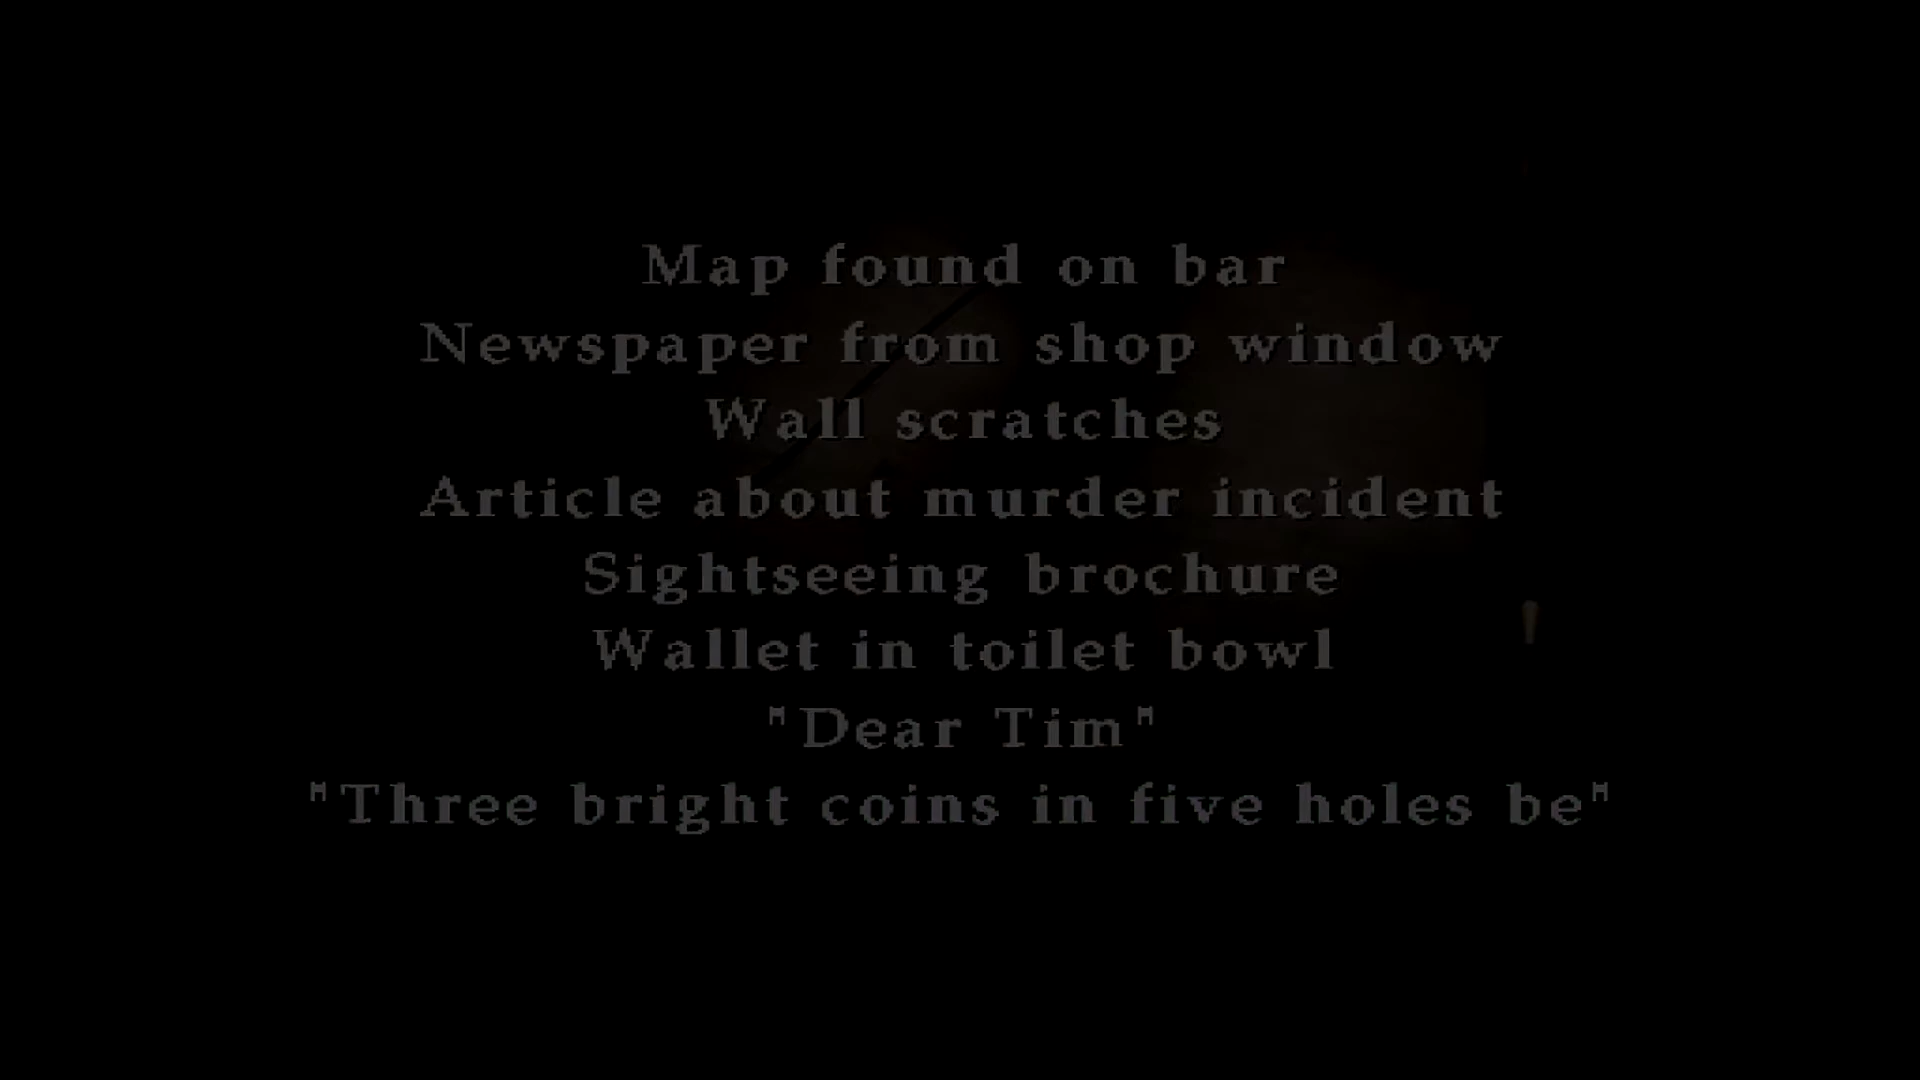 Map found on bar
Newspaper from shop window
Wall scratches
Article about murder incident
Sightseeing brochure
Wallet in toilet bowl
"Dear Tim"
"Three bright coins in five holes be"